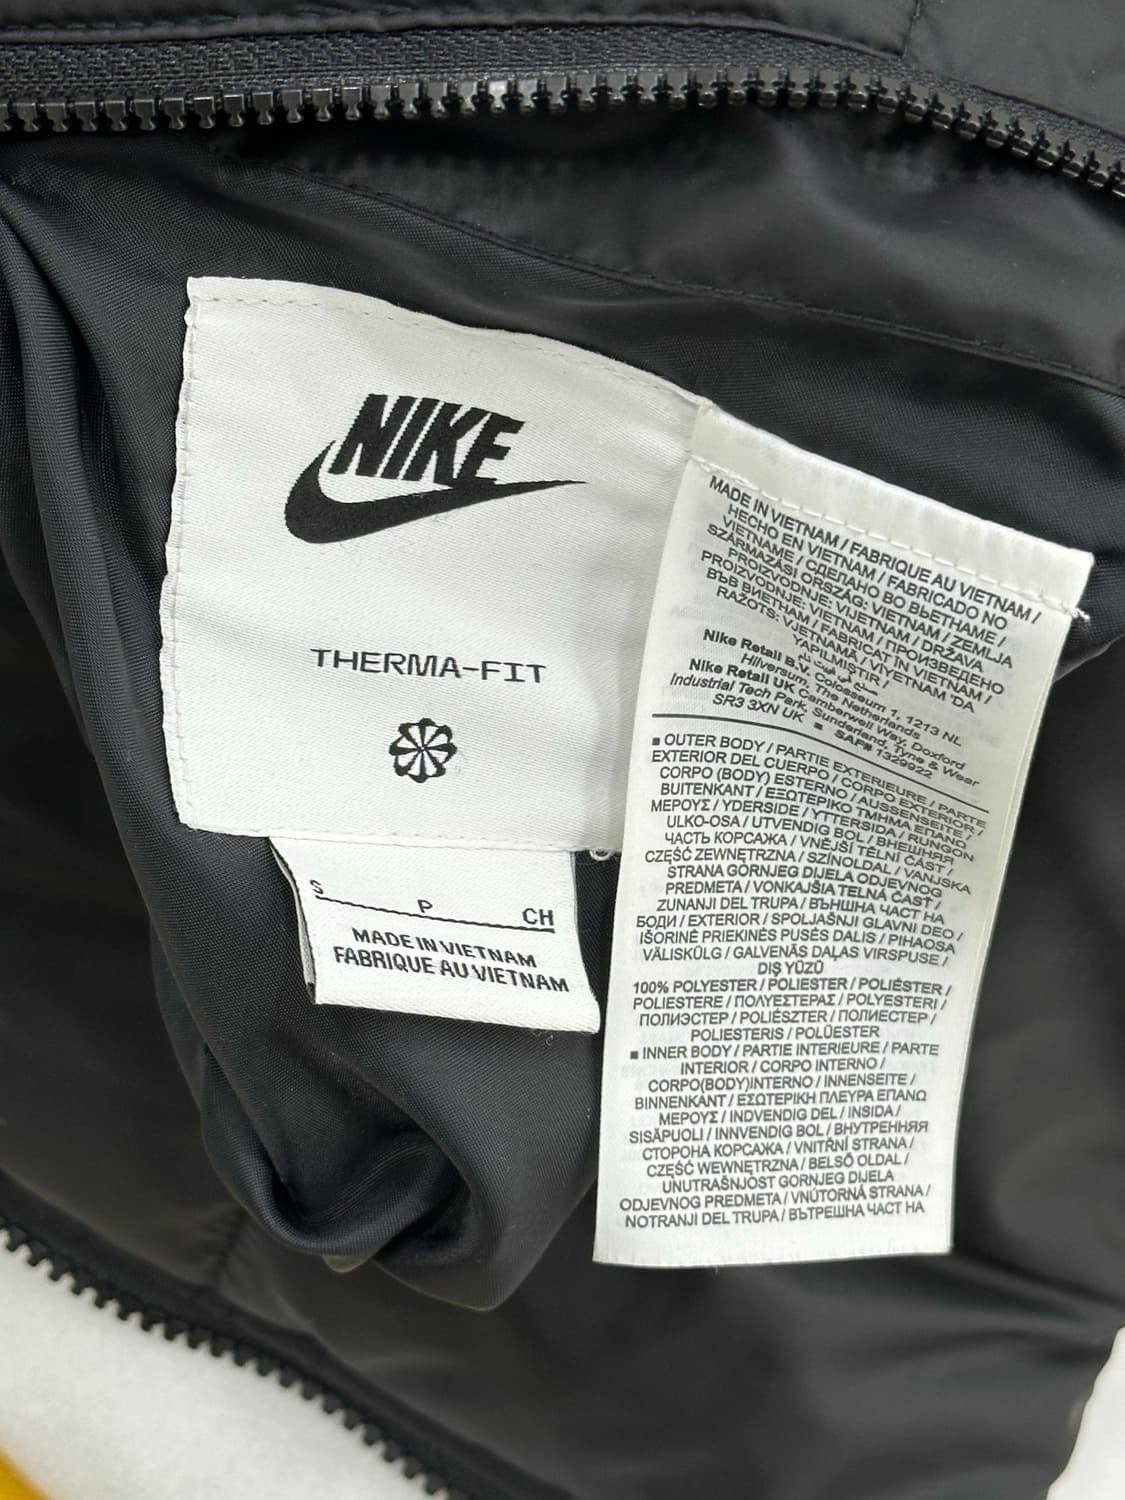 NIKE
THERMA-FIT
S P CH
MADE IN VIETNAM
FABRIQUE AU VIETNAM
MADE IN VIETNAM / FABRIQUE AU VIETNAM /
HECHO EN VIETNAM / FABRICADO NO
VIETNAME / СДЕЛАНО ВО ВЬЕТНАМЕ /
SZÁRMAZÁSI ORSZÁG: VIETNAM / ZEMLJA
PROIZVODNJE: VIJETNAM / DRŽAVA
PROIZVODNJE: VIETNAM / ПРОИЗВЕДЕНО
ВЪВ ВИЕТНАМ / FABRICAT ÎN VIETNAM /
RAŽOTS: VJETNAMĀ / VİYETNAM 'DA
YAPILMIŞTIR /
Nike Retail B.V. Colosseum 1, 1213 NL
Hilversum, The Netherlands
Nike Retail UK Camberwell Way, Doxford
Industrial Tech Park, Sunderland, Tyne & Wear
SR3 3XN UK ■ SAP# 1329922
■ OUTER BODY / PARTIE EXTERIEURE / PARTE
EXTERIOR DEL CUERPO / CORPO EXTERIOR /
CORPO (BODY) ESTERNO / AUSSENSEITE /
BUITENKANT / ΕΞΩΤΕΡΙΚΟ ΤΜΗΜΑ ΕΠΑΝΩ
ΜΕΡΟΥΣ / YDERSIDE / YTTERSIDA / RUNGON
ULKO-OSA / UTVENDIG BOL / ВНЕШНЯЯ
ЧАСТЬ КОРСАЖА / VNĚJŠÍ TĚLNÍ ČÁST /
CZĘŚĆ ZEWNĘTRZNA / SZÍNOLDAL / VANJSKA
STRANA GORNJEG DIJELA ODJEVNOG
PREDMETA / VONKAJŠIA TELNÁ ČASŤ /
ZUNANJI DEL TRUPA / ВЪНШНА ЧАСТ НА
БОДИ / EXTERIOR / SPOLJAŠNJI GLAVNI DEO /
IŠORINĖ PRIEKINĖS PUSĖS DALIS / PIHAOSA
VÄLISKÜLG / GALVENĀS DAĻAS VIRSPUSE /
DIŞ YÜZÜ
100% POLYESTER / POLIESTER / POLIÉSTER /
POLIESTERE / ΠΟΛΥΕΣΤΕΡΑΣ / POLYESTERI /
ПОЛИЭСТЕР / POLIÉSZTER / ПОЛИЕСТЕР /
POLIESTERIS / POLÜESTER
■ INNER BODY / PARTIE INTERIEURE / PARTE
INTERIOR / CORPO INTERNO /
CORPO(BODY)INTERNO / INNENSEITE /
BINNENKANT / ΕΣΩΤΕΡΙΚΗ ΠΛΕΥΡΑ ΕΠΑΝΩ
ΜΕΡΟΥΣ / INDVENDIG DEL / INSIDA /
SISÄPUOLI / INNVENDIG BOL / ВНУТРЕННЯЯ
СТОРОНА КОРСАЖА / VNITŘNÍ STRANA /
CZĘŚĆ WEWNĘTRZNA / BELSŐ OLDAL /
UNUTRAŠNJOST GORNJEG DIJELA
ODJEVNOG PREDMETA / VNÚTORNÁ STRANA /
NOTRANJI DEL TRUPA / ВЪТРЕШНА ЧАСТ НА